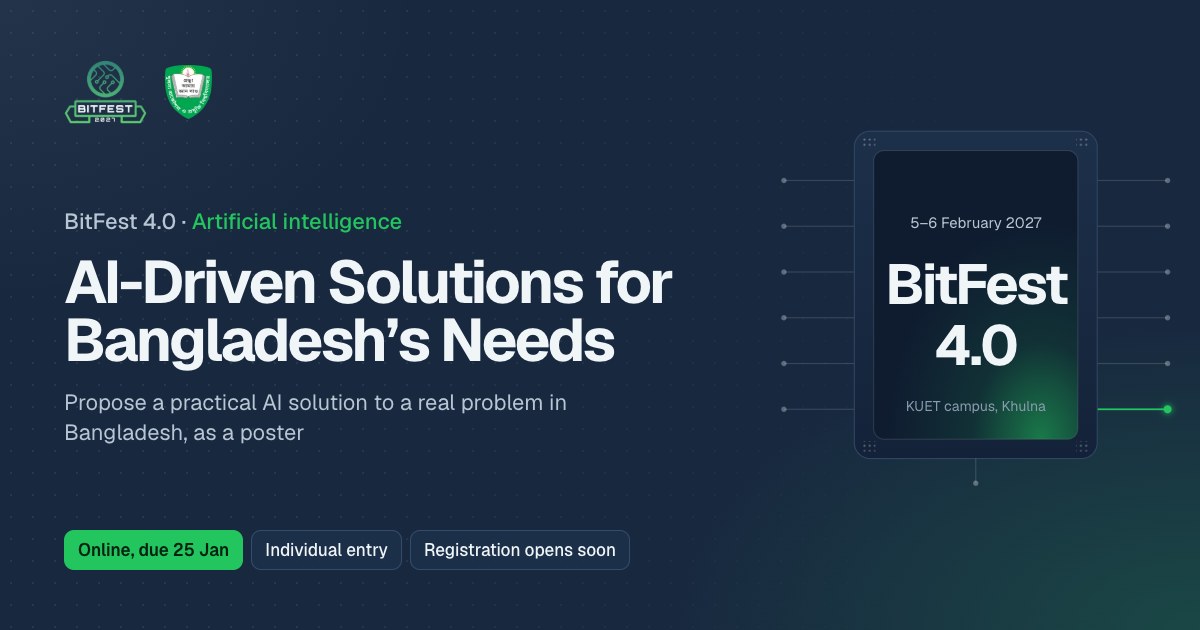 BITFEST
2027
BitFest 4.0 · Artificial intelligence
AI-Driven Solutions for
Bangladesh’s Needs
Propose a practical AI solution to a real problem in
Bangladesh, as a poster
Online, due 25 Jan
Individual entry
Registration opens soon
5–6 February 2027
BitFest
4.0
KUET campus, Khulna